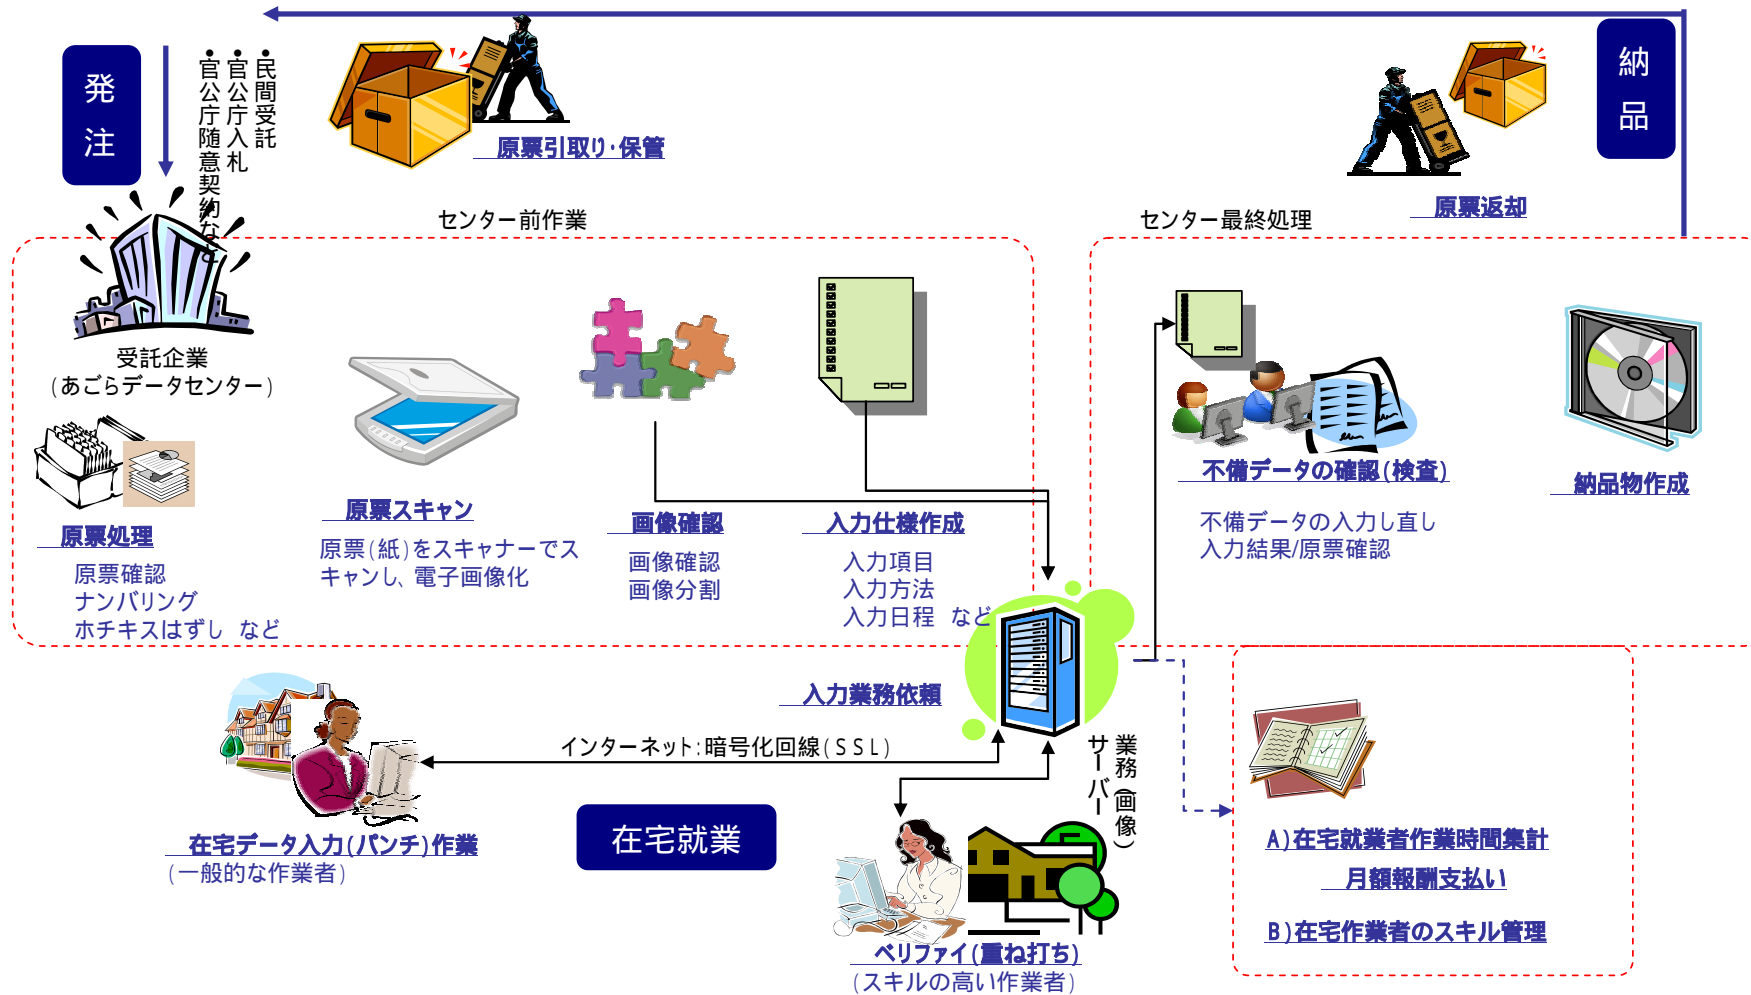 発注
・民間受託
・官公庁入札
・官公庁随意契約など
原票引取り・保管
納品
原票返却
センター前作業
センター最終処理
受託企業
(あごらデータセンター)
原票処理
原票確認
ナンバリング
ホチキスはずし など
原票スキャン
原票(紙)をスキャナーでス
キャンし、電子画像化
画像確認
画像確認
画像分割
入力仕様作成
入力項目
入力方法
入力日程 など
不備データの確認(検査)
不備データの入力し直し
入力結果/原票確認
納品物作成
入力業務依頼
インターネット:暗号化回線(SSL)
業務(画像)
サーバー
在宅データ入力(パンチ)作業
(一般的な作業者)
在宅就業
ベリファイ(重ね打ち)
(スキルの高い作業者)
A)在宅就業者作業時間集計
月額報酬支払い
B)在宅作業者のスキル管理